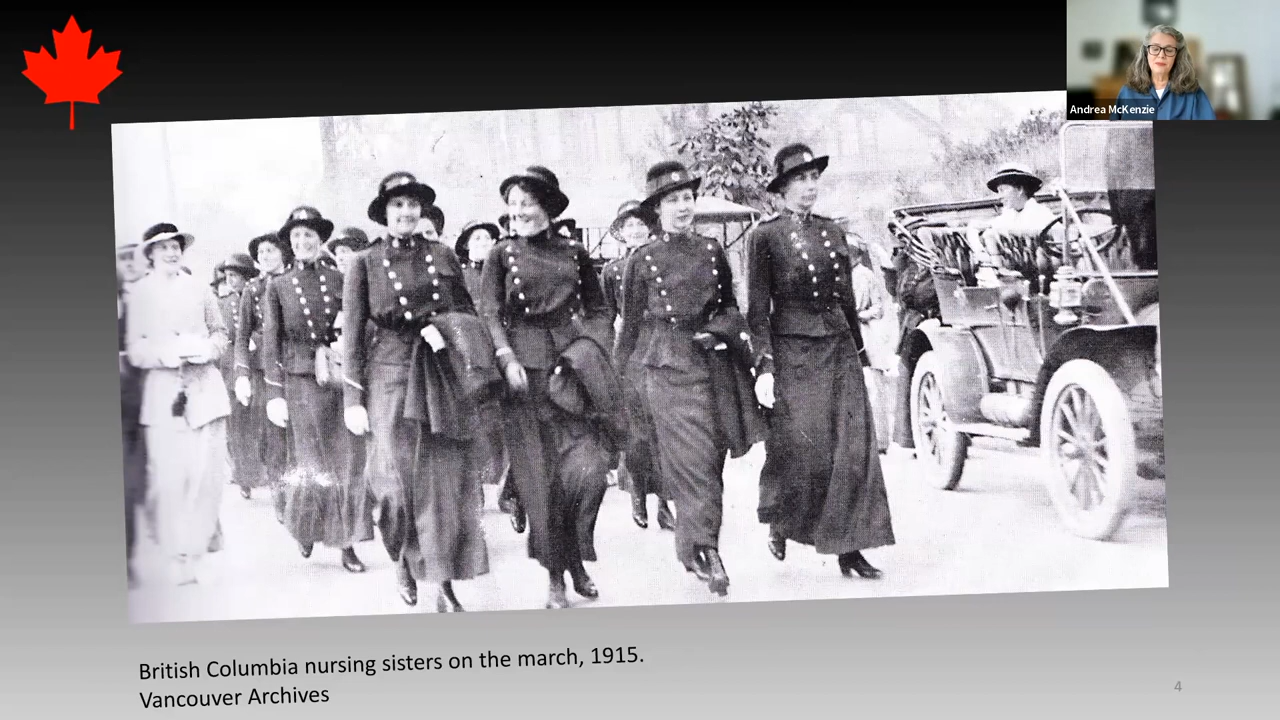 Andrea McKenzie
British Columbia nursing sisters on the march, 1915.
Vancouver Archives
4